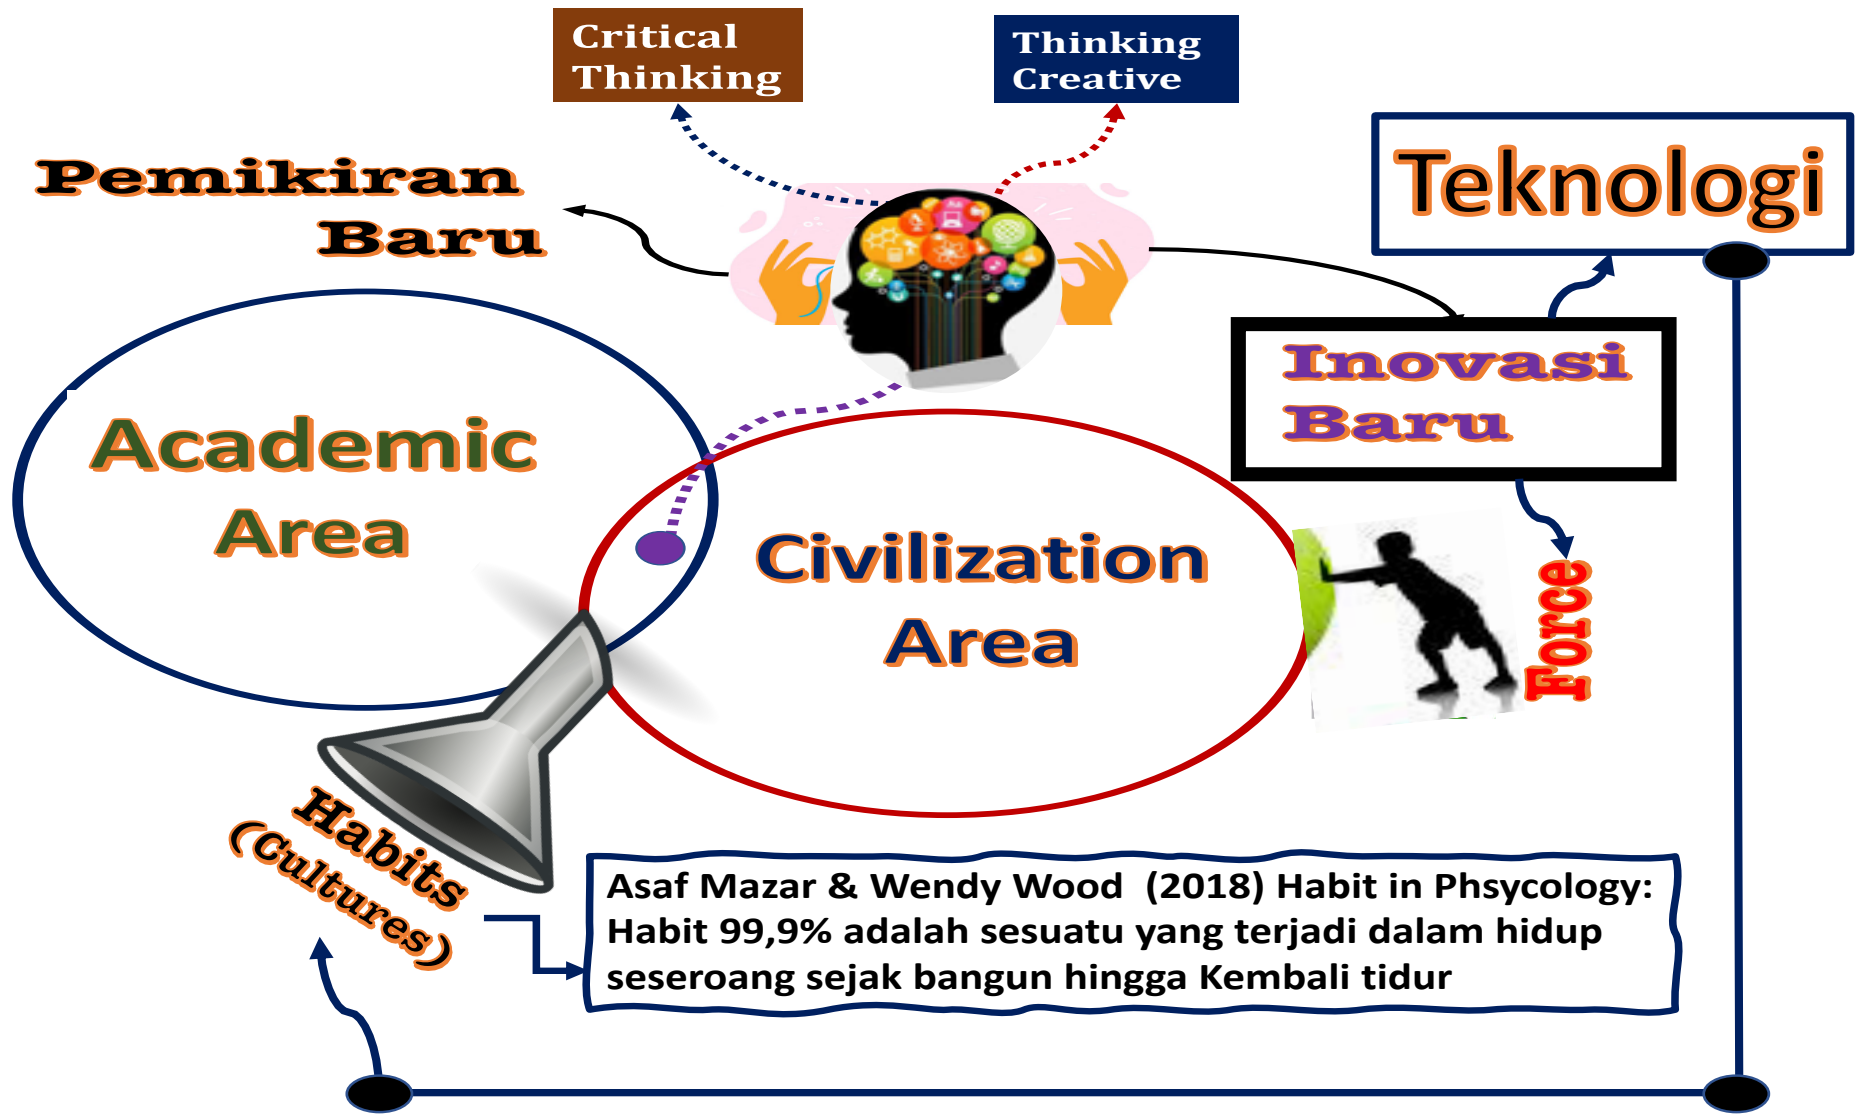 Critical
Thinking
Thinking
Creative
Pemikiran
Baru
Teknologi
Inovasi
Baru
Academic
Area
Civilization
Area
Force
Habits
(Cultures)
Asaf Mazar & Wendy Wood (2018) Habit in Phsycology:
Habit 99,9% adalah sesuatu yang terjadi dalam hidup
seseroang sejak bangun hingga Kembali tidur